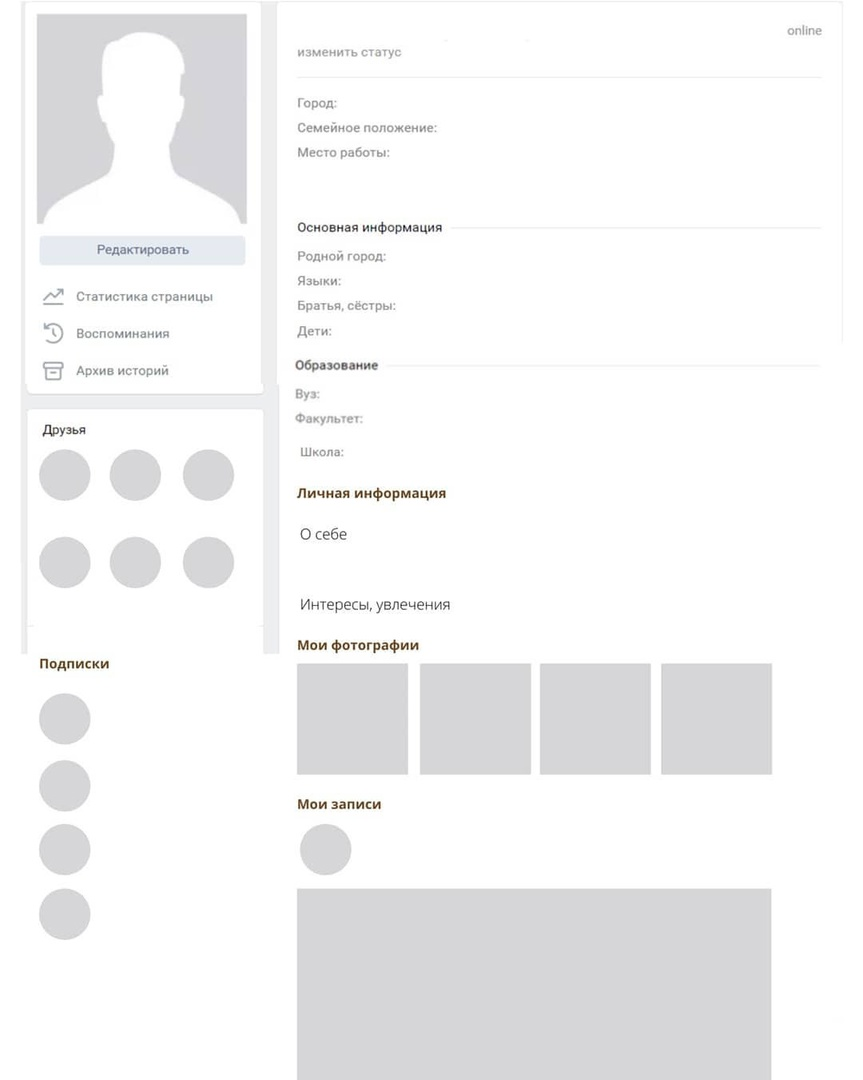 online
изменить статус
Город:
Семейное положение:
Место работы:
Основная информация
Родной город:
Языки:
Братья, сёстры:
Дети:
Образование
Вуз:
Факультет:
Школа:
Личная информация
О себе
Интересы, увлечения
Мои фотографии
Мои записи
Редактировать
Статистика страницы
Воспоминания
Архив историй
Друзья
Подписки